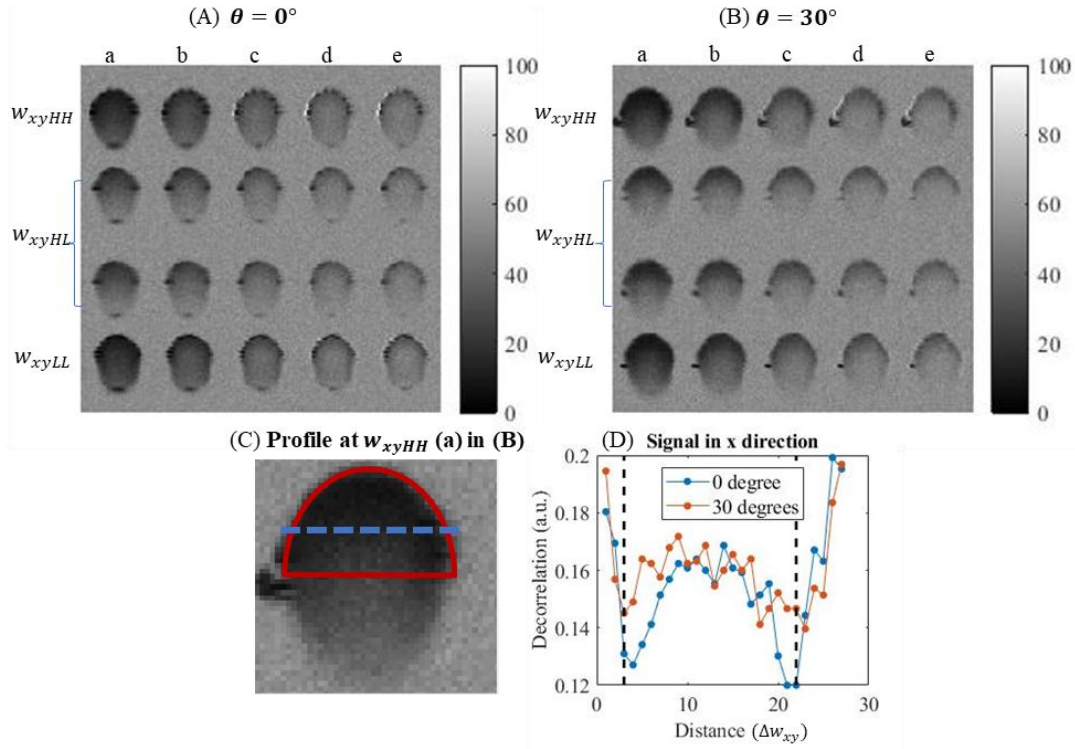 (A) θ = 0°
a b c d e
w_xyHH
w_xyHL
w_xyLL
100
80
60
40
20
0
(B) θ = 30°
a b c d e
w_xyHH
w_xyHL
w_xyLL
100
80
60
40
20
0
(C) Profile at w_xyHH (a) in (B)
(D) Signal in x direction
0 degree
30 degrees
Decorrelation (a.u.)
0.2
0.18
0.16
0.14
0.12
0 10 20 30
Distance (Δw_xy)